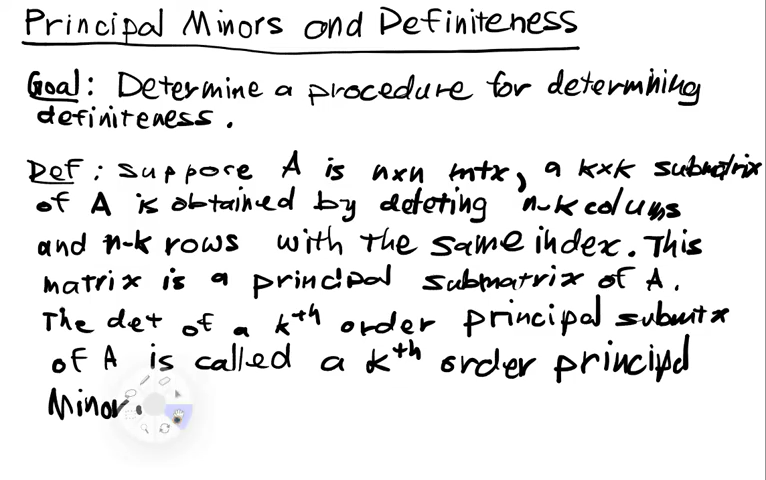 Principal Minors and Definiteness
Goal: Determine a procedure for determining
definiteness.
Def: Suppose A is nxn mtx, a kxk submatrix
of A is obtained by deleting n-k colums
and n-k rows with the same index. This
matrix is a principal submatrix of A.
The det of a kth order principal submtx
of A is called a kth order principal
Minor.